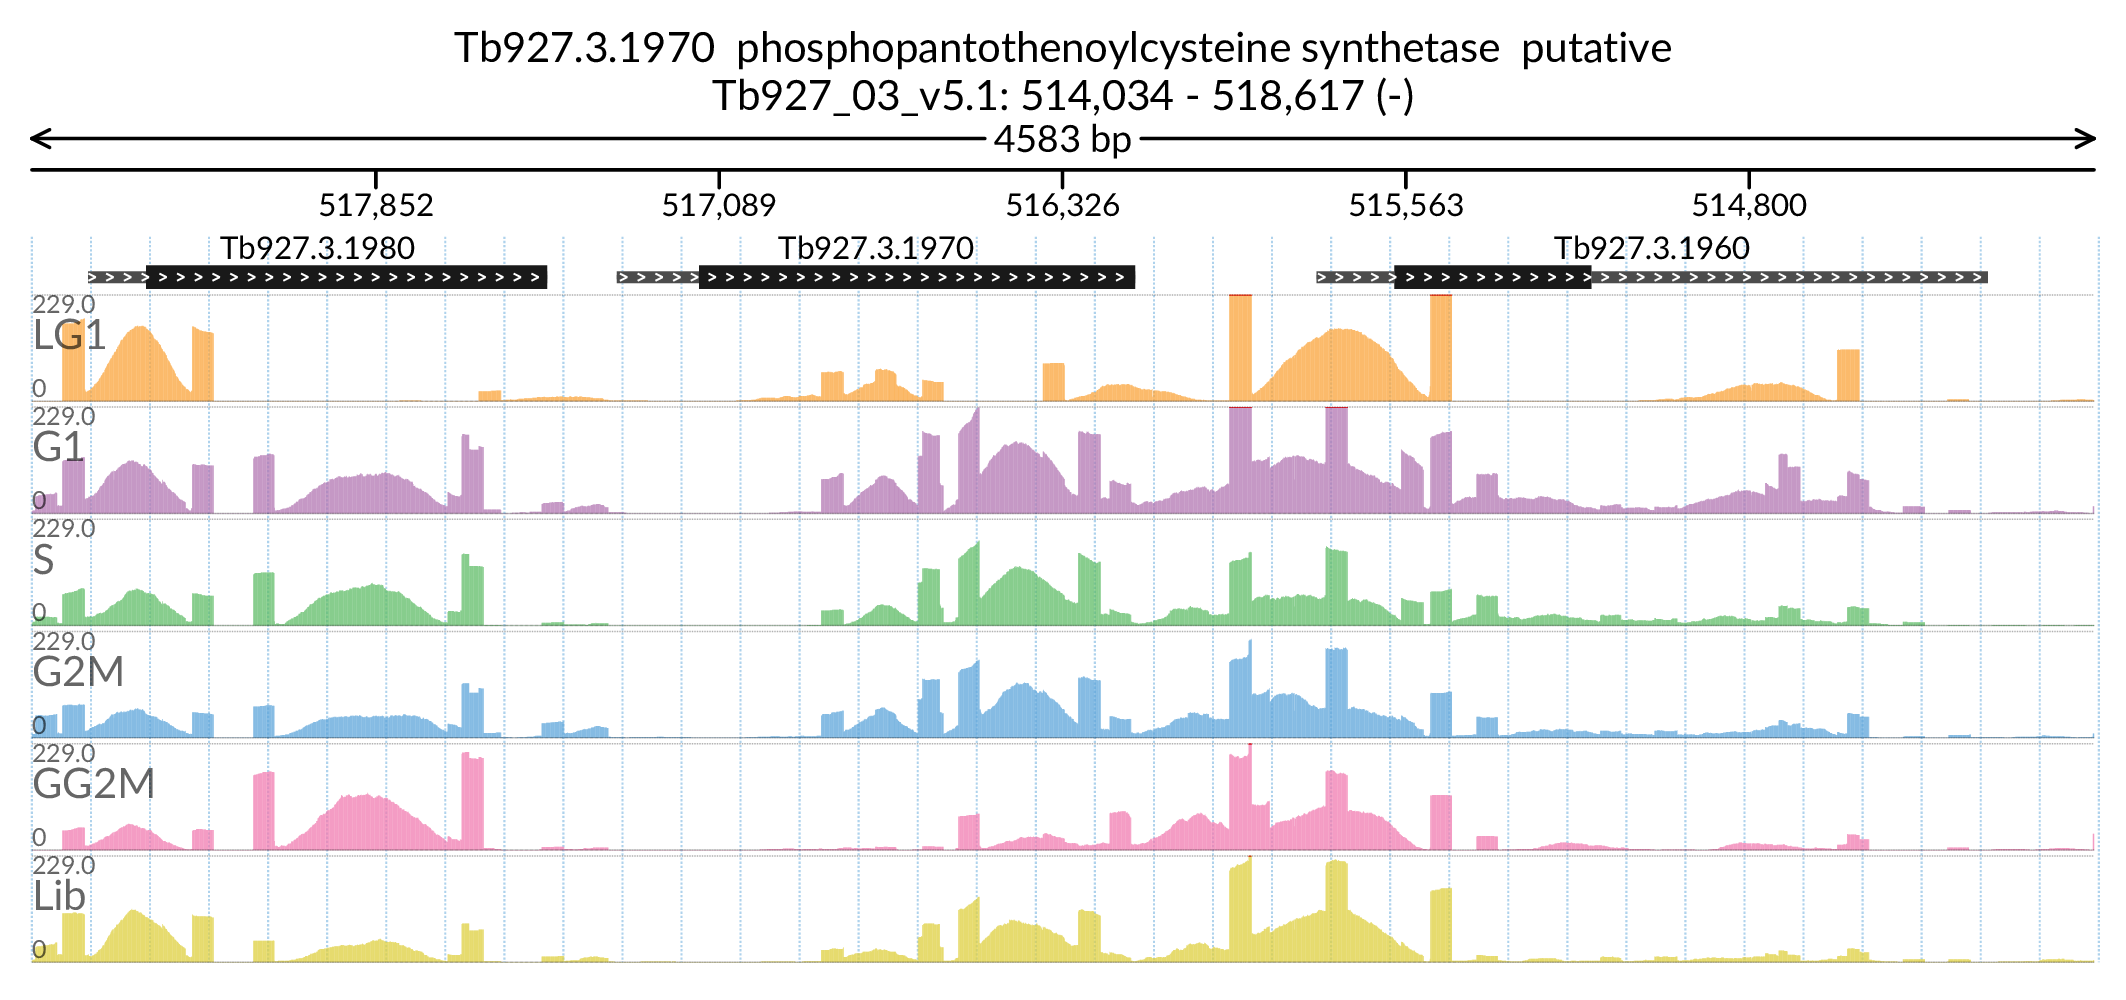 Tb927.3.1970 phosphopantothenoylcysteine synthetase putative
Tb927_03_v5.1: 514,034 - 518,617 (-)
4583 bp
517,852 517,089 516,326 515,563 514,800
Tb927.3.1980 Tb927.3.1970 Tb927.3.1960
229.0
LG1
0
229.0
G1
0
229.0
S
0
229.0
G2M
0
229.0
GG2M
0
229.0
Lib
0